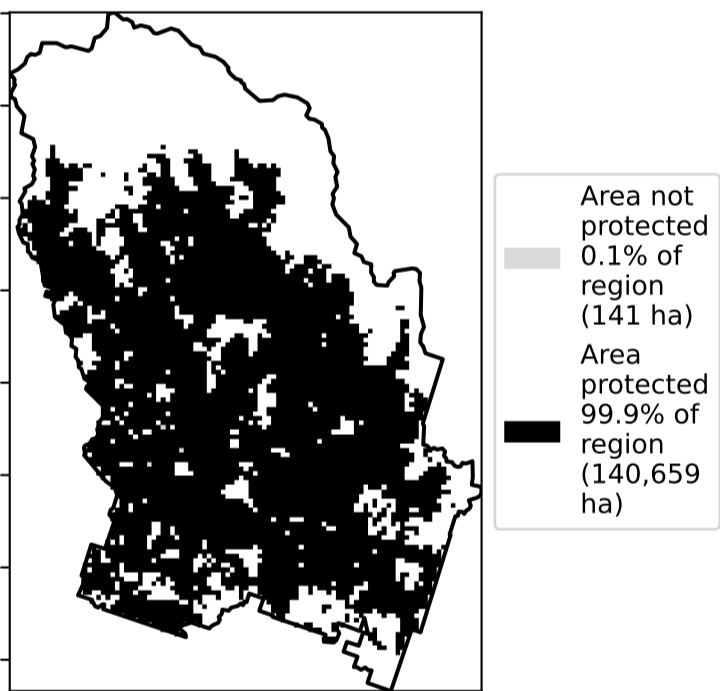 Area not
protected
0.1% of
region
(141 ha)
Area
protected
99.9% of
region
(140,659
ha)